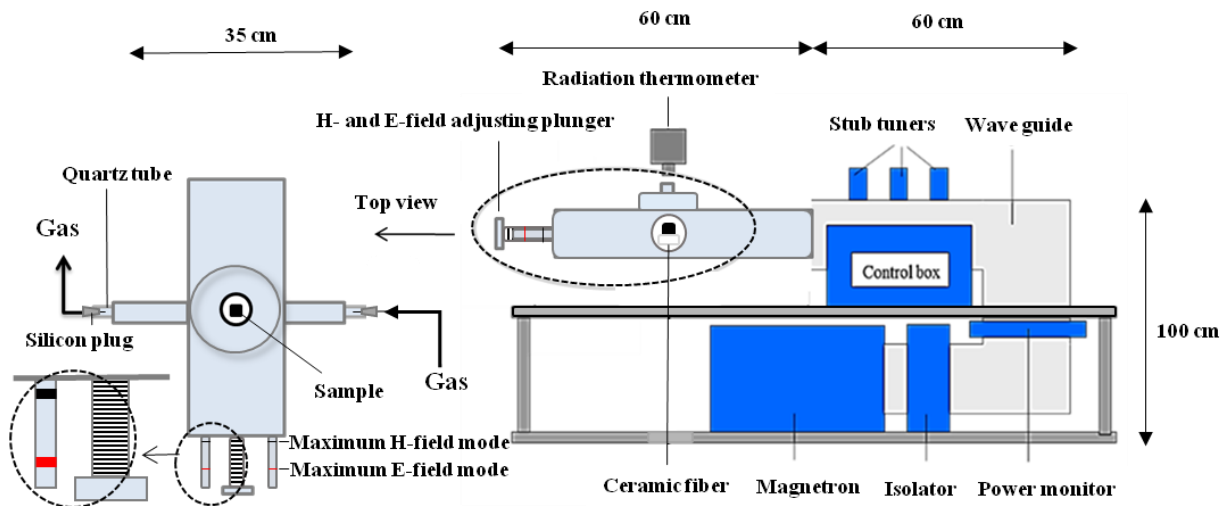 35 cm
60 cm
60 cm
Radiation thermometer
H- and E-field adjusting plunger
Stub tuners
Wave guide
Quartz tube
Top view
Gas
Control box
Silicon plug
Sample
Gas
100 cm
Maximum H-field mode
Maximum E-field mode
Ceramic fiber
Magnetron
Isolator
Power monitor